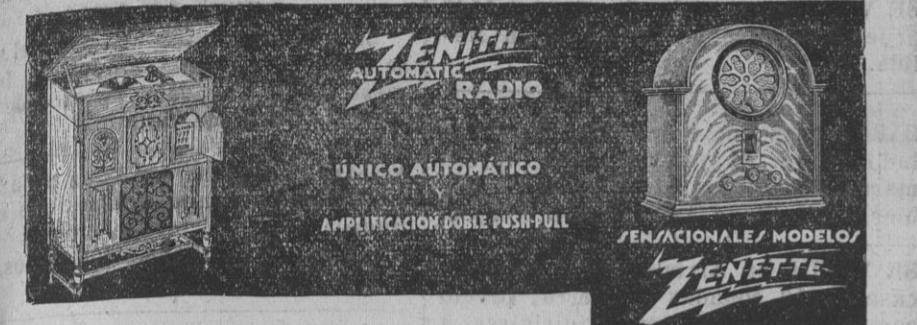 ZENITH
AUTOMATIC
RADIO
ÚNICO AUTOMÁTICO
Y
AMPLIFICACIÓN DOBLE PUSH-PULL
SENSACIONALES MODELOS
ZENETTE